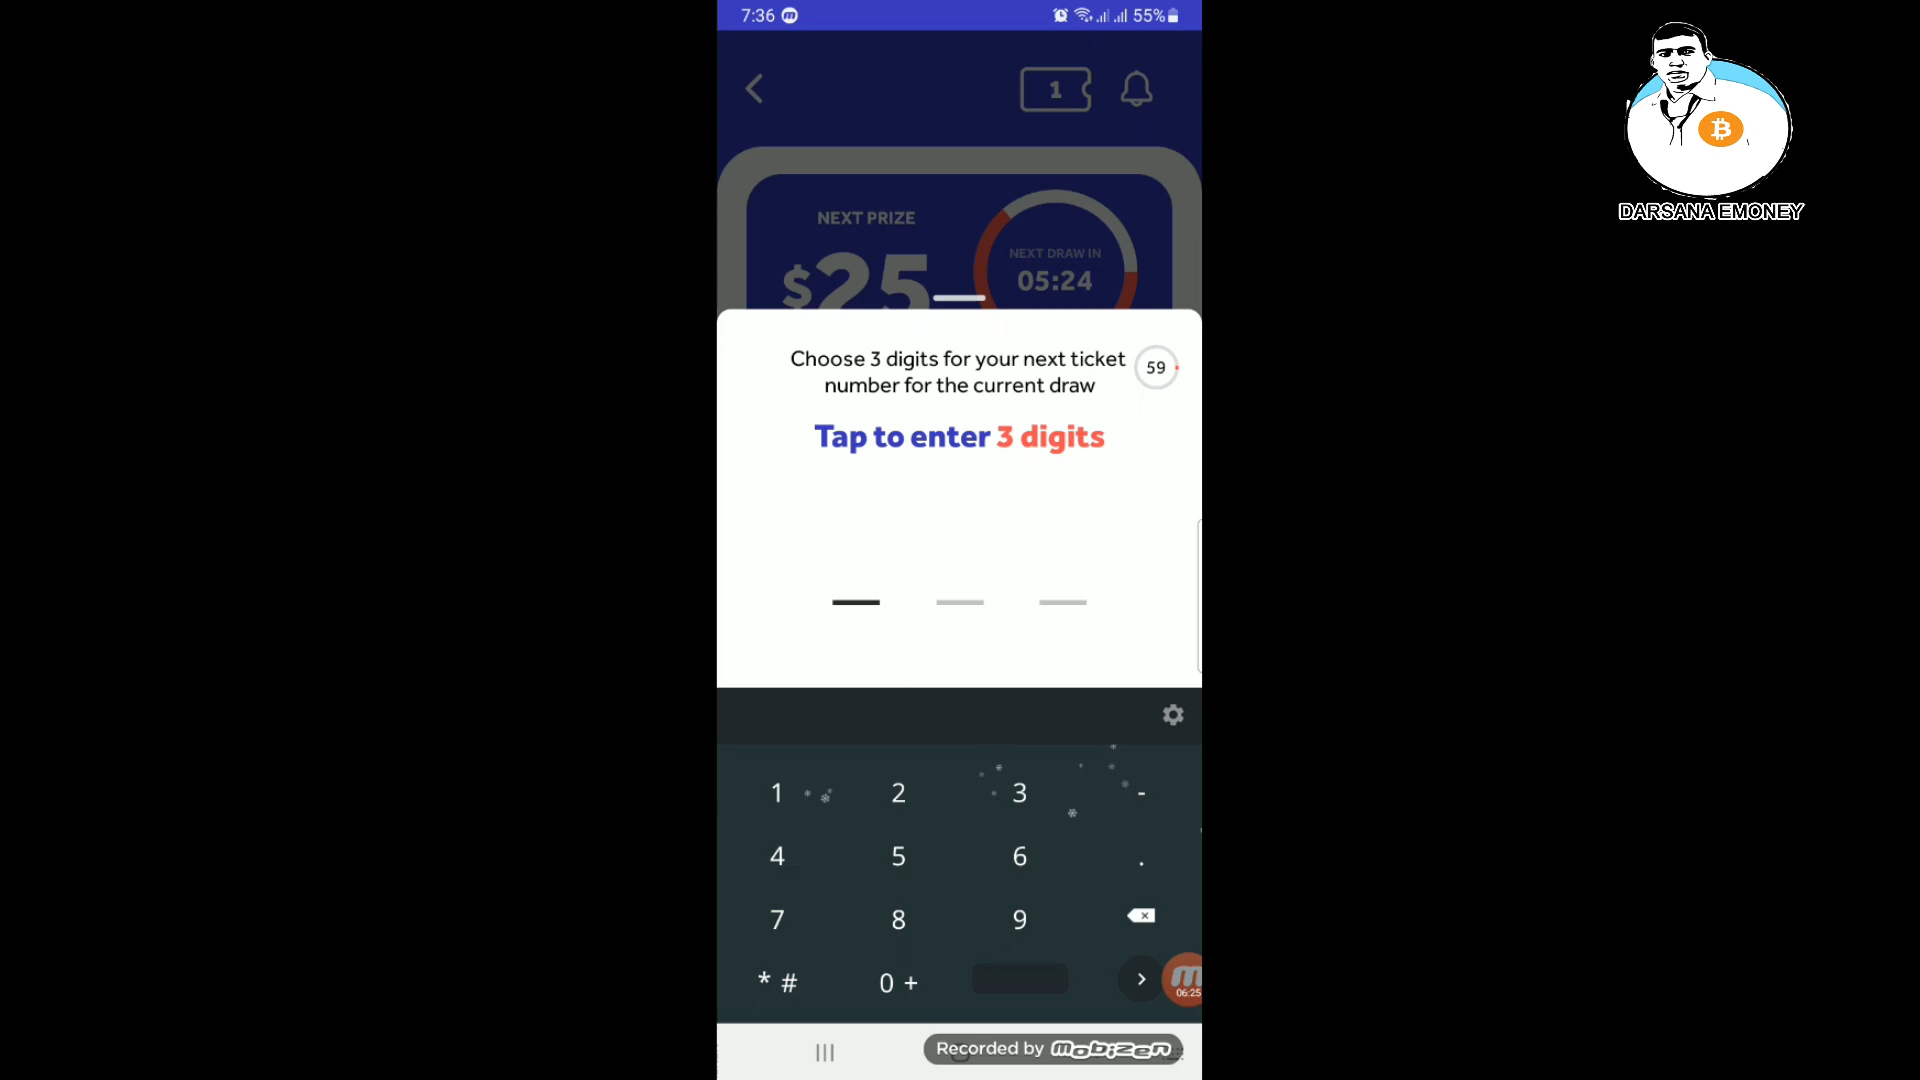 7:36 m 55%
1
NEXT PRIZE
$25
NEXT DRAW IN
05:24
Choose 3 digits for your next ticket
number for the current draw
59
Tap to enter 3 digits
1 2 3 -
4 5 6 .
7 8 9
* # 0 +
m
06:25
Recorded by mobizen
DARSANA EMONEY